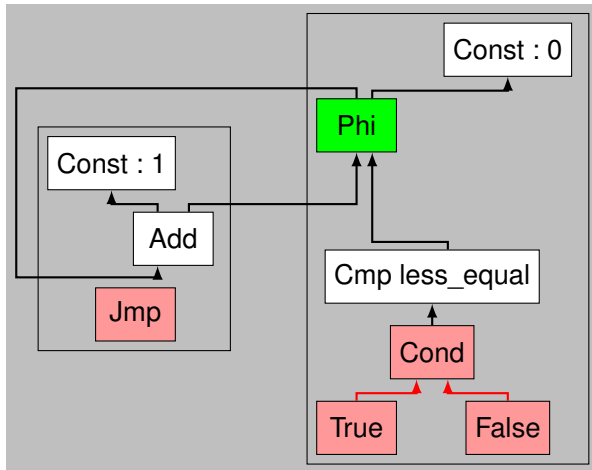 Const : 0
Phi
Const : 1
Add
Cmp less_equal
Jmp
Cond
True
False